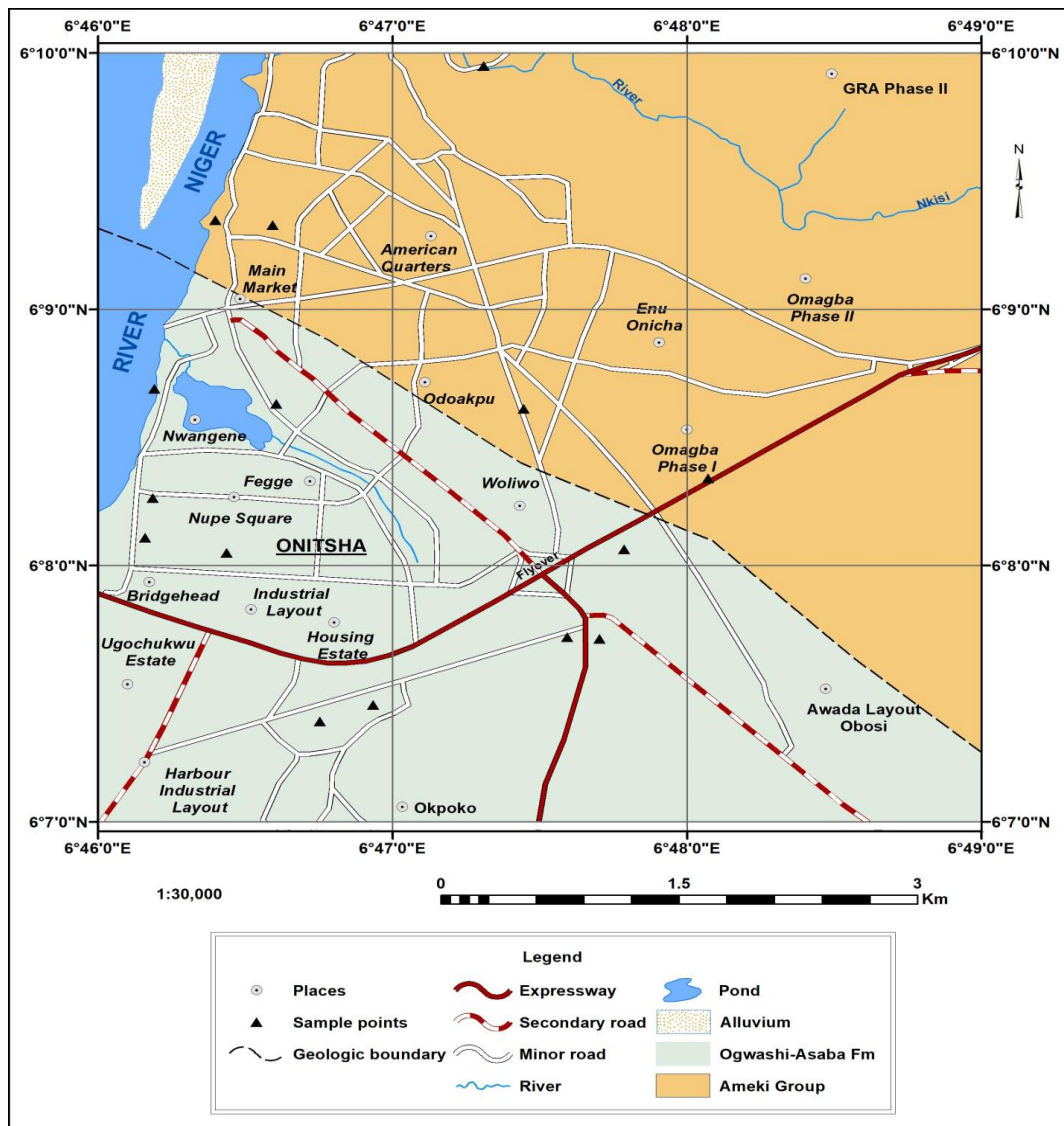 6°46'0"E 6°47'0"E 6°48'0"E 6°49'0"E
6°10'0"N 6°10'0"N
GRA Phase II
River
N
NIGER
Nkisi
American
Quarters
Main
Market
Omagba
Phase II
Enu
Onicha
6°9'0"N 6°9'0"N
RIVER
Odoakpu
Nwangene
Omagba
Phase I
Fegge
Woliwo
Nupe Square
ONITSHA
Flyover
6°8'0"N 6°8'0"N
Bridgehead
Industrial
Layout
Housing
Estate
Ugochukwu
Estate
Awada Layout
Obosi
Harbour
Industrial
Layout
Okpoko
6°7'0"N 6°7'0"N
6°46'0"E 6°47'0"E 6°48'0"E 6°49'0"E
1:30,000
0 1.5 3
Km
Legend
Places Expressway Pond
Sample points Secondary road Alluvium
Geologic boundary Minor road Ogwashi-Asaba Fm
River Ameki Group